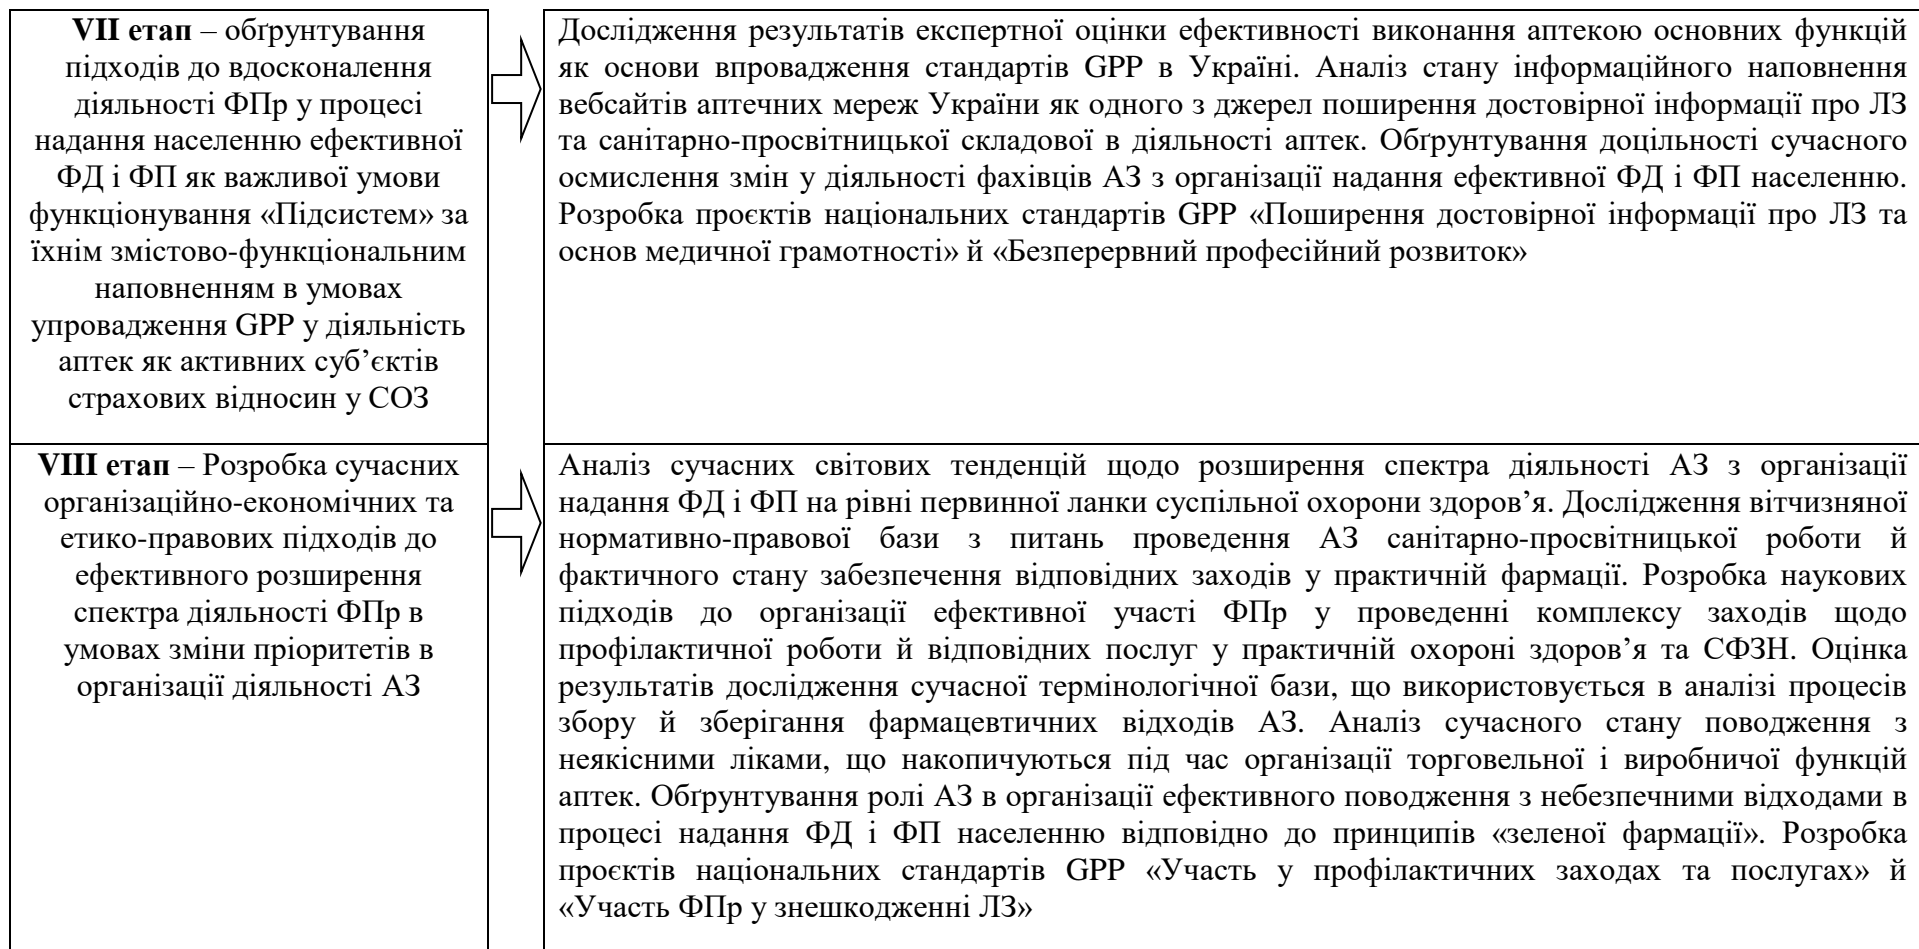 VII етап – обґрунтування
підходів до вдосконалення
діяльності ФПр у процесі
надання населенню ефективної
ФД і ФП як важливої умови
функціонування «Підсистем» за
їхнім змістово-функціональним
наповненням в умовах
упровадження GPP у діяльність
аптек як активних суб’єктів
страхових відносин у СОЗ
Дослідження результатів експертної оцінки ефективності виконання аптекою основних функцій
як основи впровадження стандартів GPP в Україні. Аналіз стану інформаційного наповнення
вебсайтів аптечних мереж України як одного з джерел поширення достовірної інформації про ЛЗ
та санітарно-просвітницької складової в діяльності аптек. Обґрунтування доцільності сучасного
осмислення змін у діяльності фахівців АЗ з організації надання ефективної ФД і ФП населенню.
Розробка проєктів національних стандартів GPP «Поширення достовірної інформації про ЛЗ та
основ медичної грамотності» й «Безперервний професійний розвиток»
VIII етап – Розробка сучасних
організаційно-економічних та
етико-правових підходів до
ефективного розширення
спектра діяльності ФПр в
умовах зміни пріоритетів в
організації діяльності АЗ
Аналіз сучасних світових тенденцій щодо розширення спектра діяльності АЗ з організації
надання ФД і ФП на рівні первинної ланки суспільної охорони здоров’я. Дослідження вітчизняної
нормативно-правової бази з питань проведення АЗ санітарно-просвітницької роботи й
фактичного стану забезпечення відповідних заходів у практичній фармації. Розробка наукових
підходів до організації ефективної участі ФПр у проведенні комплексу заходів щодо
профілактичної роботи й відповідних послуг у практичній охороні здоров’я та СФЗН. Оцінка
результатів дослідження сучасної термінологічної бази, що використовується в аналізі процесів
збору й зберігання фармацевтичних відходів АЗ. Аналіз сучасного стану поводження з
неякісними ліками, що накопичуються під час організації торговельної і виробничої функцій
аптек. Обґрунтування ролі АЗ в організації ефективного поводження з небезпечними відходами в
процесі надання ФД і ФП населенню відповідно до принципів «зеленої фармації». Розробка
проєктів національних стандартів GPP «Участь у профілактичних заходах та послугах» й
«Участь ФПр у знешкодженні ЛЗ»